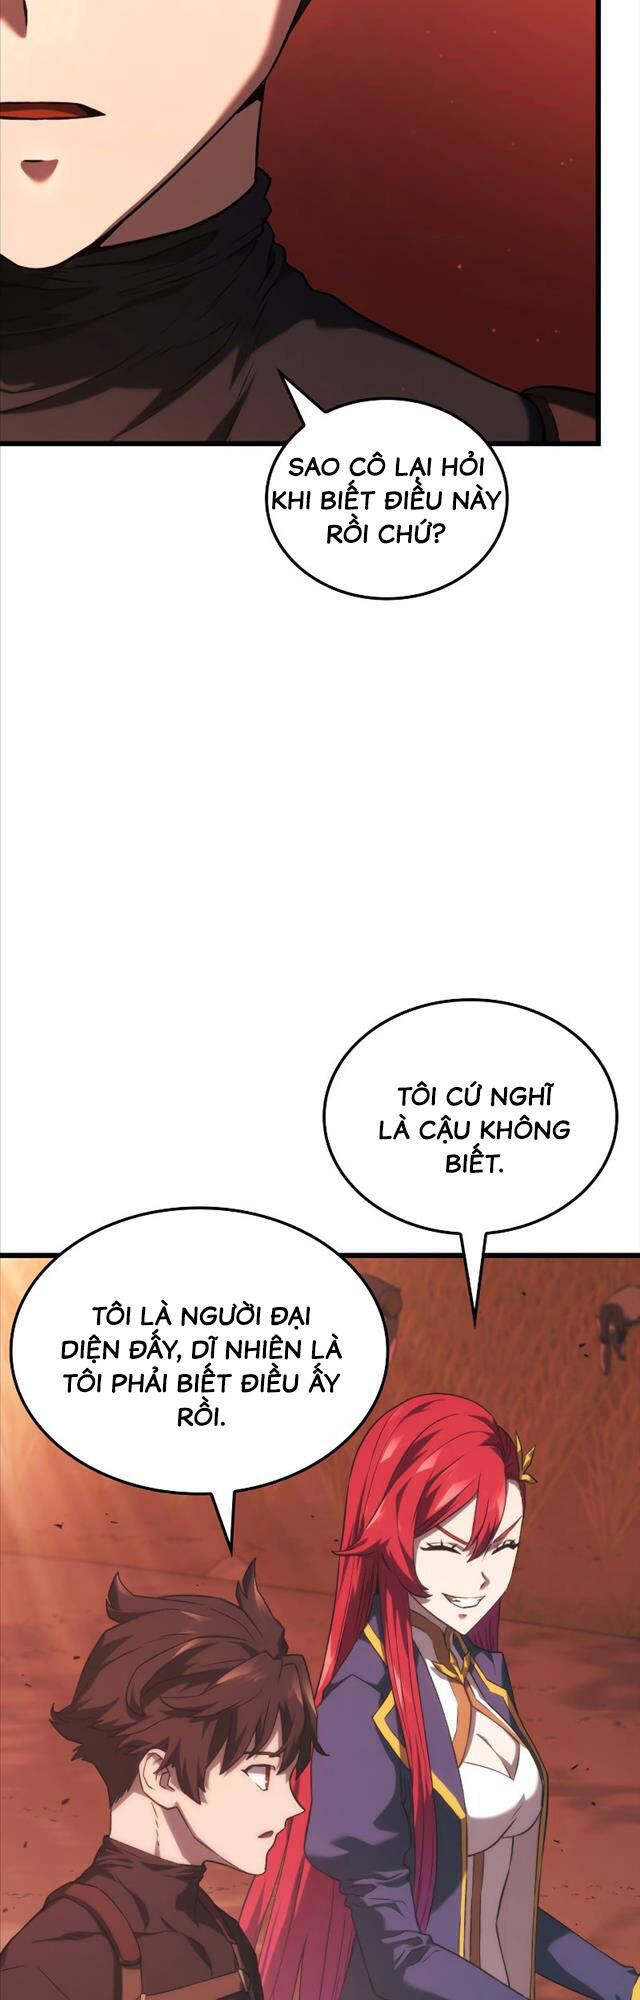 SAO CÔ LẠI HỎI
KHI BIẾT ĐIỀU NÀY
RỒI CHỨ?
TÔI CỨ NGHĨ
LÀ CẬU KHÔNG
BIẾT.
TÔI LÀ NGƯỜI ĐẠI
DIỆN ĐẤY, DĨ NHIÊN LÀ
TÔI PHẢI BIẾT ĐIỀU ẤY
RỒI.